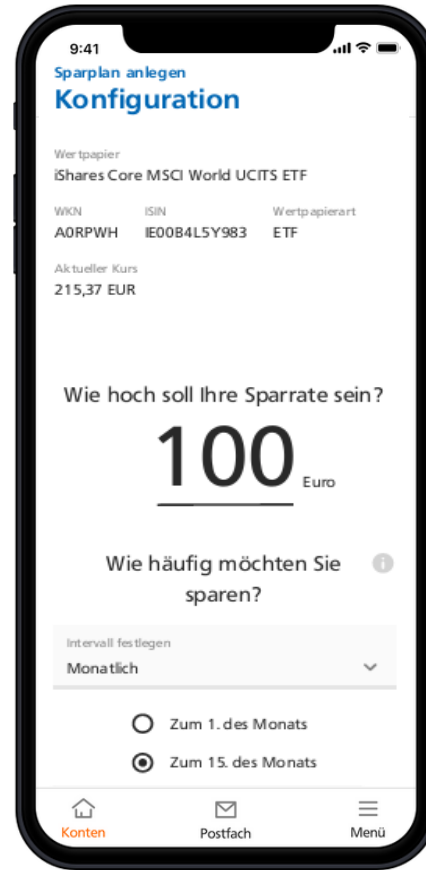 9:41
Sparplan anlegen
Konfiguration
Wertpapier
iShares Core MSCI World UCITS ETF
WKN ISIN Wertpapierart
A0RPWH IE00B4L5Y983 ETF
Aktueller Kurs
215,37 EUR
Wie hoch soll Ihre Sparrate sein?
100 Euro
Wie häufig möchten Sie
sparen?
Intervall festlegen
Monatlich
Zum 1. des Monats
Zum 15. des Monats
Konten Postfach Menü